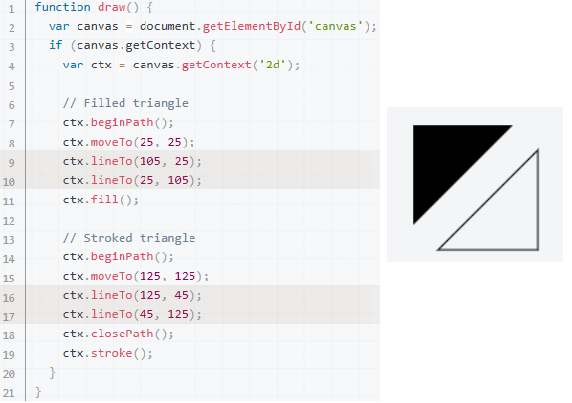 1 function draw() {
2 var canvas = document.getElementById('canvas');
3 if (canvas.getContext) {
4 var ctx = canvas.getContext('2d');
5
6 // Filled triangle
7 ctx.beginPath();
8 ctx.moveTo(25, 25);
9 ctx.lineTo(105, 25);
10 ctx.lineTo(25, 105);
11 ctx.fill();
12
13 // Stroked triangle
14 ctx.beginPath();
15 ctx.moveTo(125, 125);
16 ctx.lineTo(125, 45);
17 ctx.lineTo(45, 125);
18 ctx.closePath();
19 ctx.stroke();
20 }
21 }